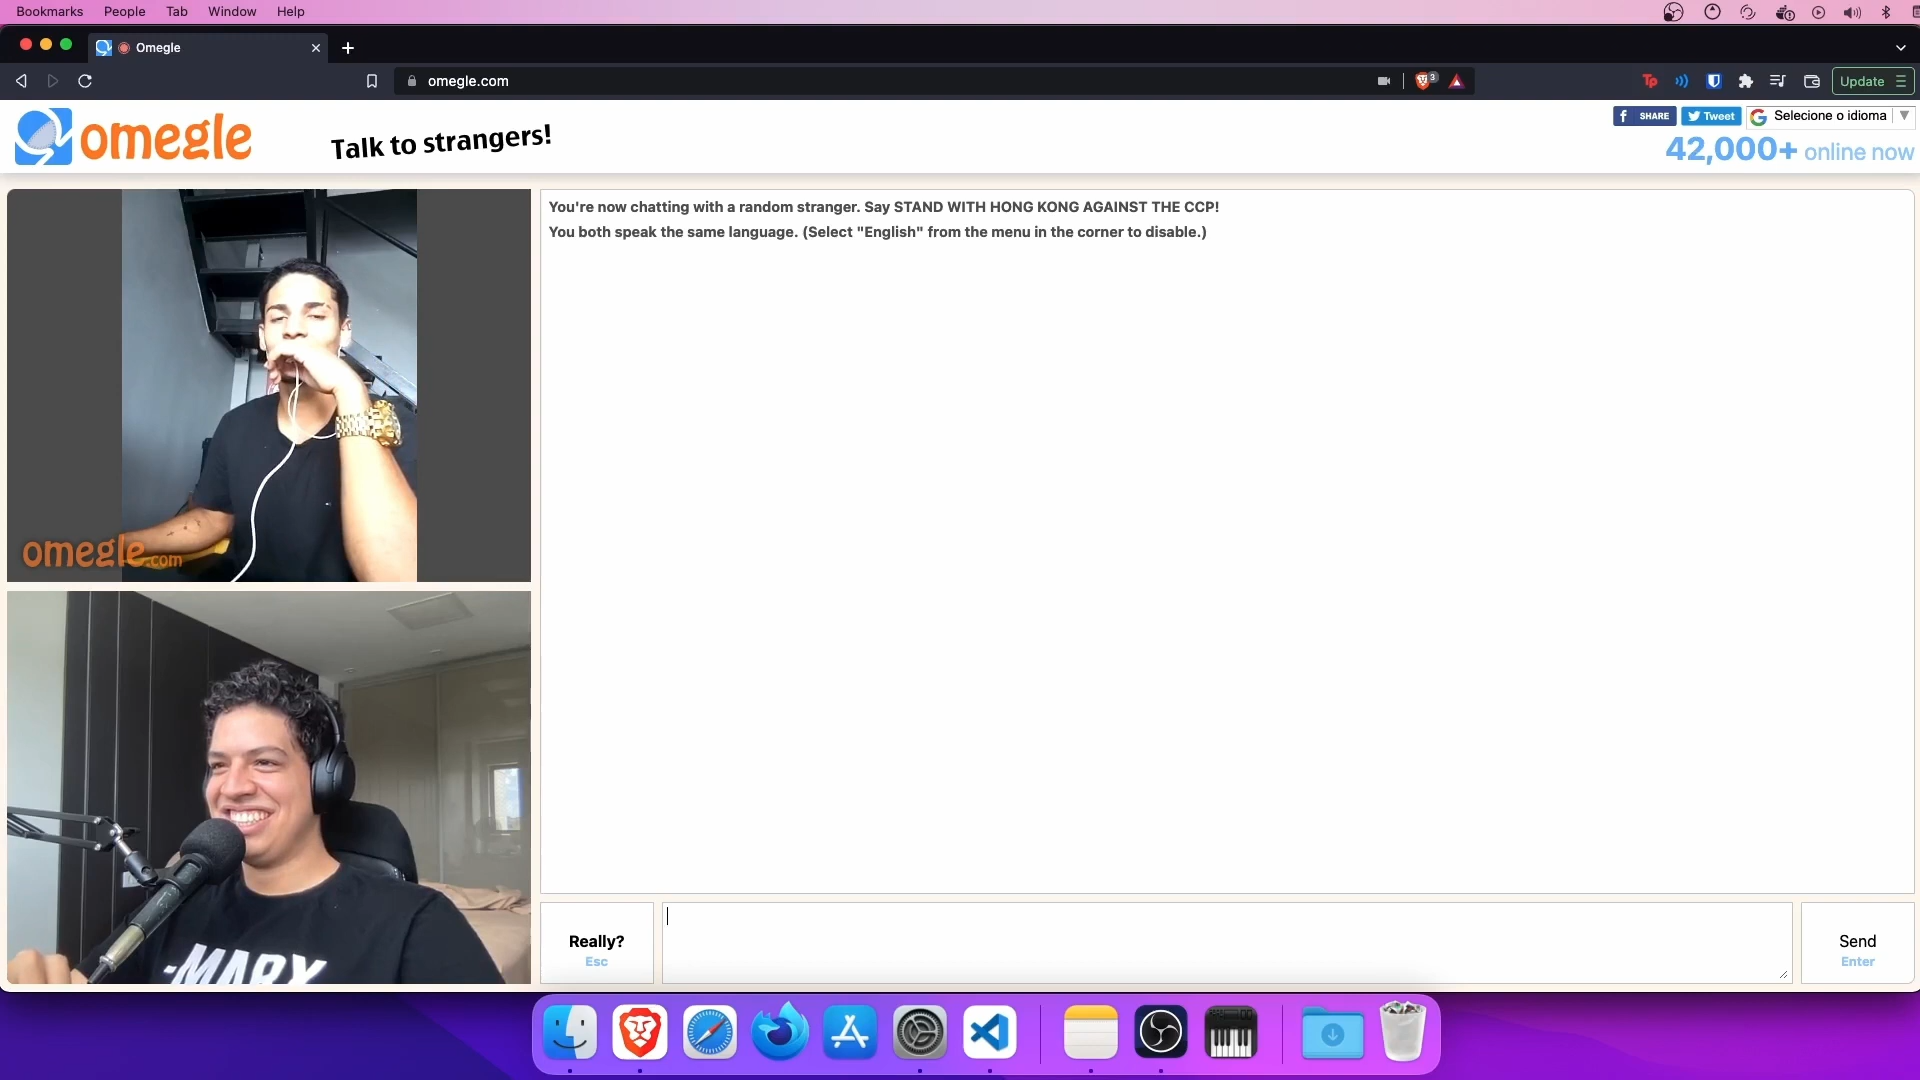 Bookmarks People Tab Window Help
Omegle
omegle.com
3
Update
omegle
Talk to strangers!
SHARE
Tweet
Selecione o idioma
42,000+ online now
You're now chatting with a random stranger. Say STAND WITH HONG KONG AGAINST THE CCP!
You both speak the same language. (Select "English" from the menu in the corner to disable.)
omegle.com
-MARX
Really?
Esc
Send
Enter